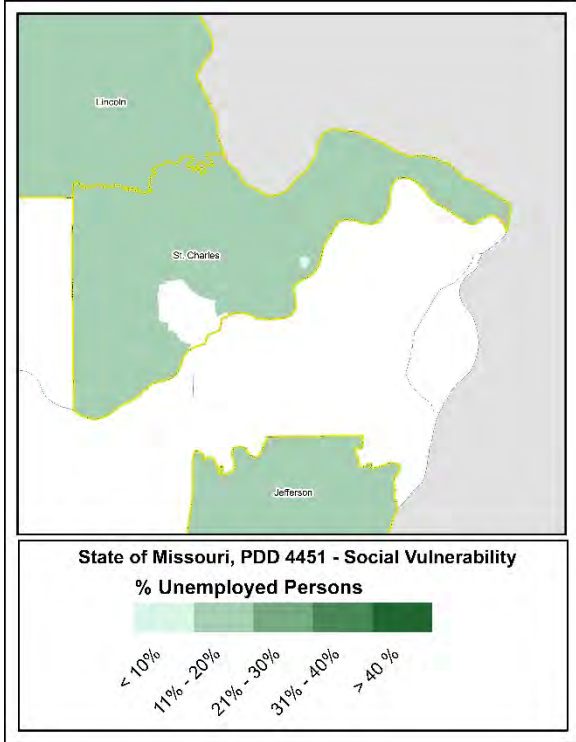 Lincoln
St. Charles
Jefferson
State of Missouri, PDD 4451 - Social Vulnerability
% Unemployed Persons
< 10%
11% - 20%
21% - 30%
31% - 40%
> 40 %